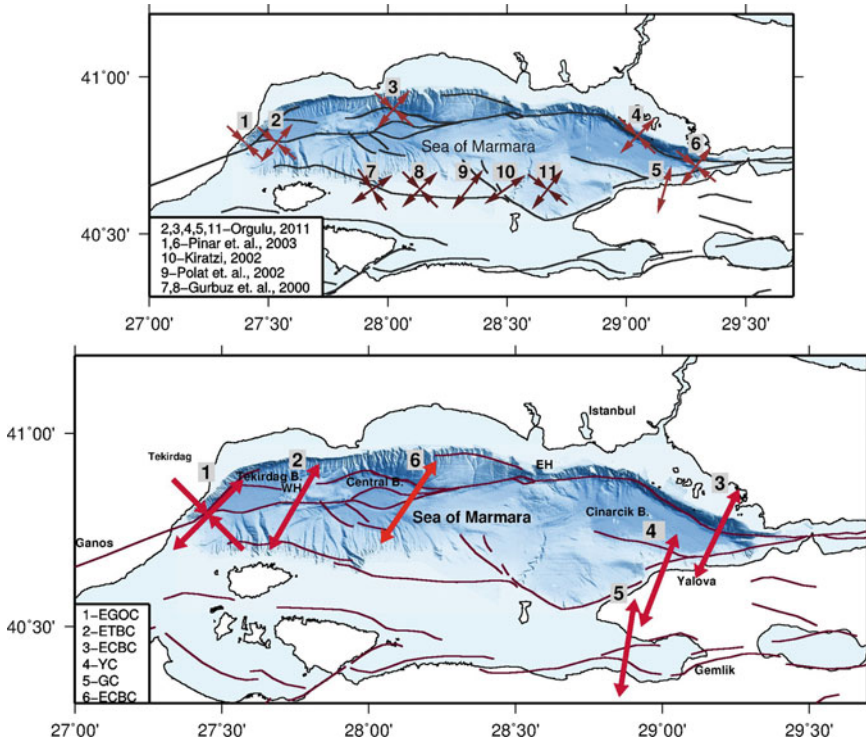 41°00'
40°30'
1
2
3
4
5
6
7
8
9
10
11
Sea of Marmara
2,3,4,5,11–Orgulu, 2011
1,6–Pinar et. al., 2003
10–Kiratzi, 2002
9–Polat et. al., 2002
7,8–Gurbuz et. al., 2000
27°00' 27°30' 28°00' 28°30' 29°00' 29°30'
41°00'
40°30'
Istanbul
Tekirdag
1
2
6
3
EH
Tekirdag B.
WH
Central B.
Cinarcik B.
Sea of Marmara
4
Ganos
Yalova
5
Gemlik
1–EGOC
2–ETBC
3–ECBC
4–YC
5–GC
6–ECBC
27°00' 27°30' 28°00' 28°30' 29°00' 29°30'